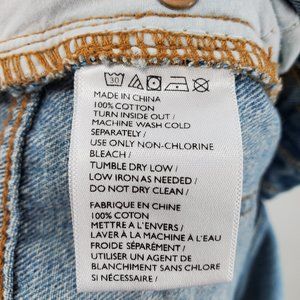 30
MADE IN CHINA
100% COTTON
TURN INSIDE OUT /
MACHINE WASH COLD
SEPARATELY /
USE ONLY NON-CHLORINE
BLEACH /
TUMBLE DRY LOW /
LOW IRON AS NEEDED /
DO NOT DRY CLEAN /
FABRIQUE EN CHINE
100% COTON
METTRE A L'ENVERS /
LAVER À LA MACHINE À L'EAU
FROIDE SÉPARÉMENT /
UTILISER UN AGENT DE
BLANCHIMENT SANS CHLORE
SI NÉCESSAIRE /